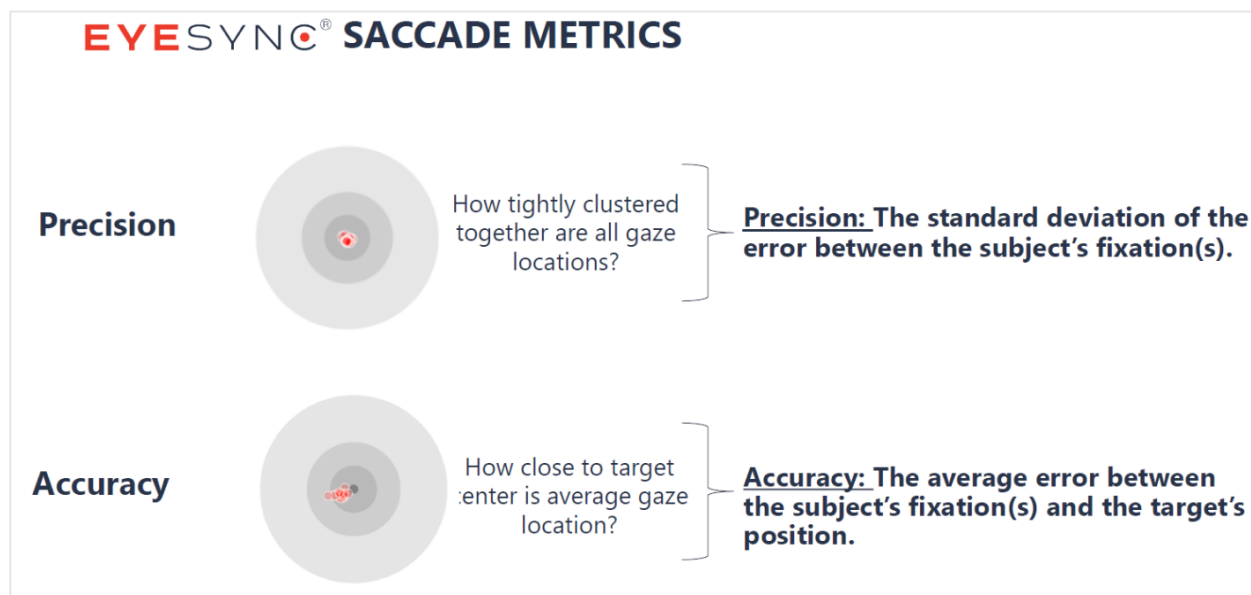 EYESYNC® SACCADE METRICS
Precision
How tightly clustered
together are all gaze
locations?
Precision: The standard deviation of the
error between the subject's fixation(s).
Accuracy
How close to target
:enter is average gaze
location?
Accuracy: The average error between
the subject's fixation(s) and the target's
position.